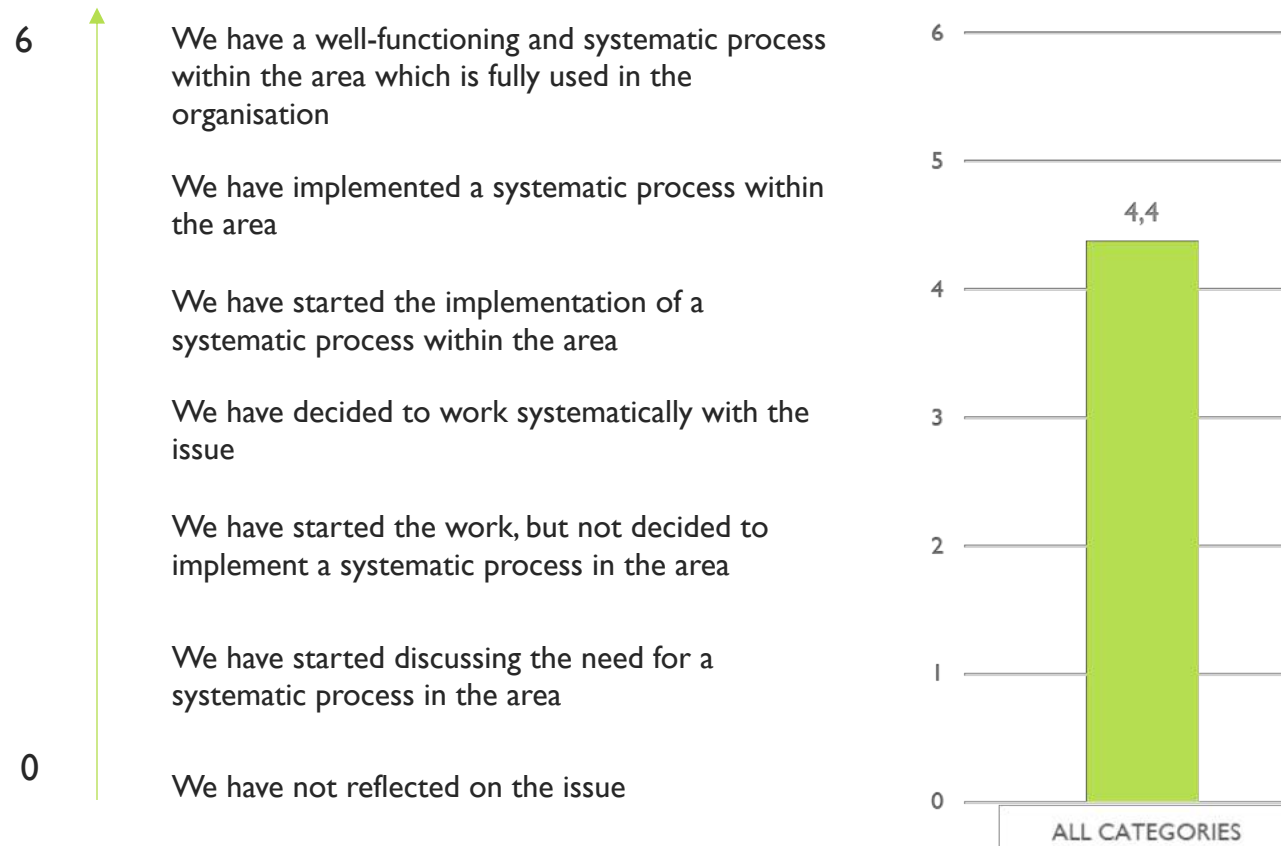 6
We have a well-functioning and systematic process
within the area which is fully used in the
organisation
We have implemented a systematic process within
the area
We have started the implementation of a
systematic process within the area
We have decided to work systematically with the
issue
We have started the work, but not decided to
implement a systematic process in the area
We have started discussing the need for a
systematic process in the area
0
We have not reflected on the issue
6
5
4,4
4
3
2
1
0
ALL CATEGORIES